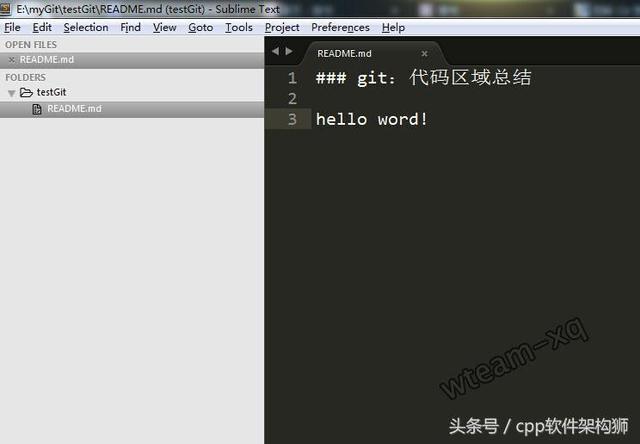 E:\myGit\testGit\README.md (testGit) - Sublime Text
File Edit Selection Find View Goto Tools Project Preferences Help
OPEN FILES
× README.md
FOLDERS
testGit
README.md
README.md ×
1 ### git: 代码区域总结
2
3 hello word!
wteam-xq
头条号 / cpp软件架构狮